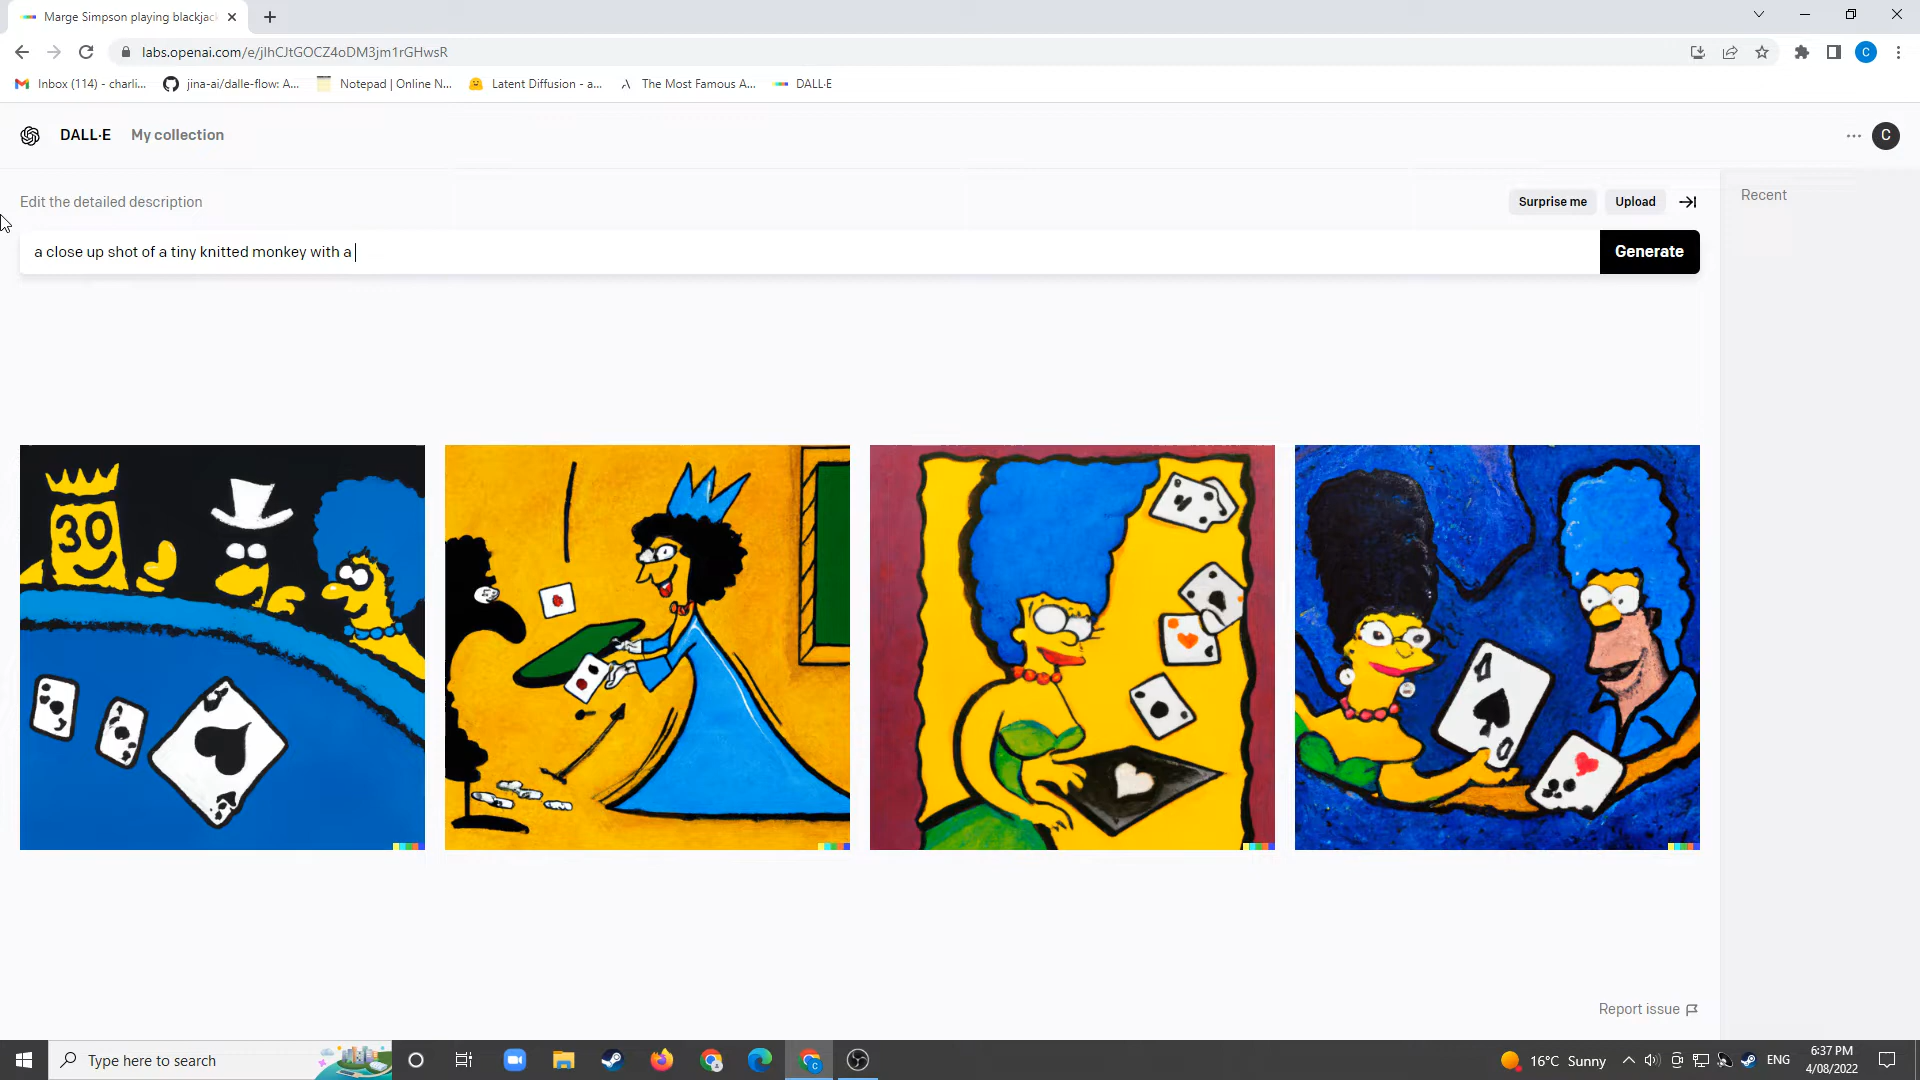 Marge Simpson playing blackjac
labs.openai.com/e/jlhCJtGOCZ4oDM3jm1rGHwsR
C
Inbox (114) - charli...
jina-ai/dalle-flow: A...
Notepad | Online N...
Latent Diffusion - a...
The Most Famous A...
DALL·E
DALL·E
My collection
C
Edit the detailed description
Surprise me
Upload
Recent
a close up shot of a tiny knitted monkey with a
Generate
30
Report issue
Type here to search
16°C Sunny
ENG
6:37 PM
4/08/2022